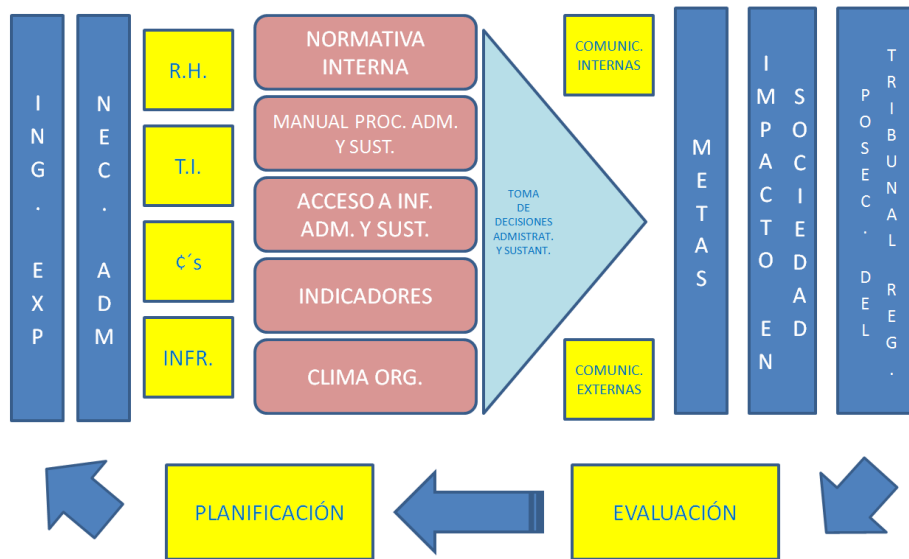 ING. EXP
NEC. ADM
R.H.
T.I.
¢´s
INFR.
NORMATIVA
INTERNA
MANUAL PROC. ADM.
Y SUST.
ACCESO A INF.
ADM. Y SUST.
INDICADORES
CLIMA ORG.
TOMA
DE
DECISIONES
ADMISTRAT.
Y SUSTANT.
COMUNIC.
INTERNAS
COMUNIC.
EXTERNAS
METAS
IMPACTO EN
SOCIEDAD
POSEC. DEL
TRIBUNAL REG.
PLANIFICACIÓN
EVALUACIÓN